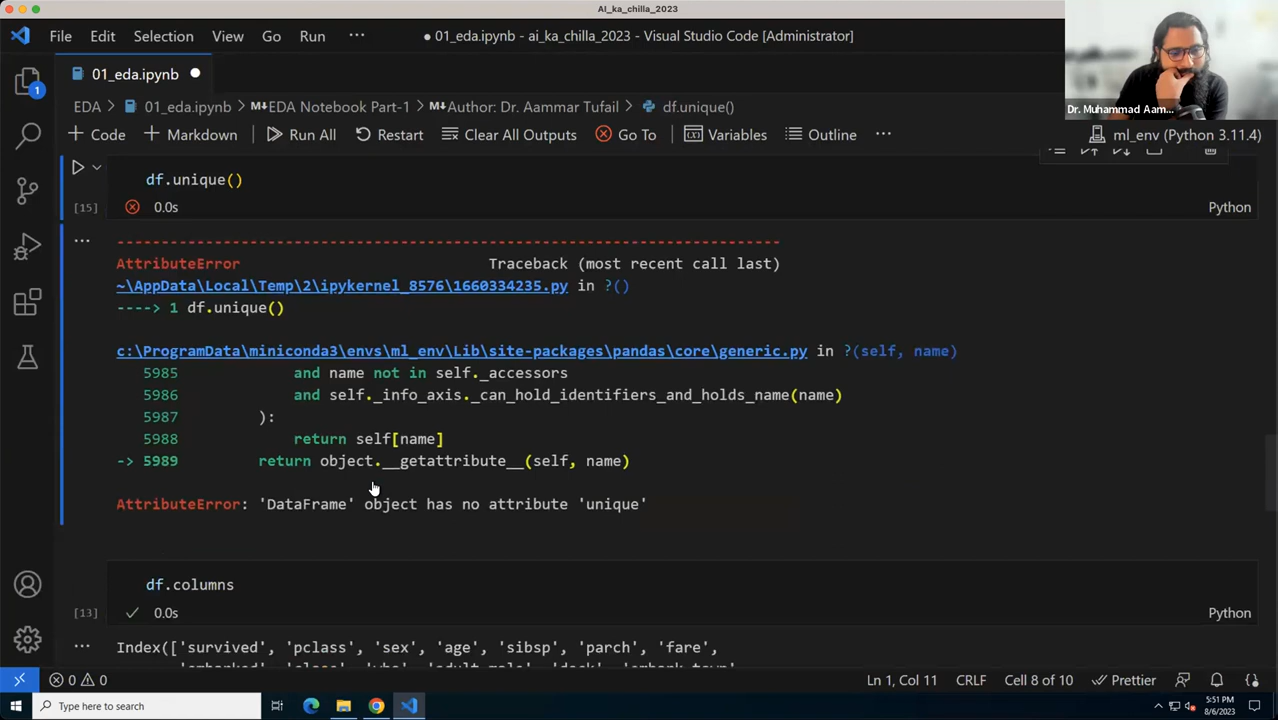 AI_ka_chilla_2023
File Edit Selection View Go Run ··· ● 01_eda.ipynb - ai_ka_chilla_2023 - Visual Studio Code [Administrator]
01_eda.ipynb ●
Dr. Muhammad Aam...
EDA > 01_eda.ipynb > M↓EDA Notebook Part-1 > M↓Author: Dr. Aammar Tufail > df.unique()
+ Code + Markdown Run All Restart Clear All Outputs Go To Variables Outline ··· ml_env (Python 3.11.4)
1
df.unique()
[15] 0.0s Python
--------------------------------------------------------------------------- 
AttributeError Traceback (most recent call last)
~\AppData\Local\Temp\2\ipykernel_8576\1660334235.py in ?()
----> 1 df.unique()
c:\ProgramData\miniconda3\envs\ml_env\Lib\site-packages\pandas\core\generic.py in ?(self, name)
5985 and name not in self._accessors
5986 and self._info_axis._can_hold_identifiers_and_holds_name(name)
5987 ):
5988 return self[name]
-> 5989 return object.__getattribute__(self, name)
AttributeError: 'DataFrame' object has no attribute 'unique'
df.columns
[13] 0.0s Python
Index(['survived', 'pclass', 'sex', 'age', 'sibsp', 'parch', 'fare',
0 0 Ln 1, Col 11 CRLF Cell 8 of 10 Prettier
Type here to search 5:51 PM
8/6/2023